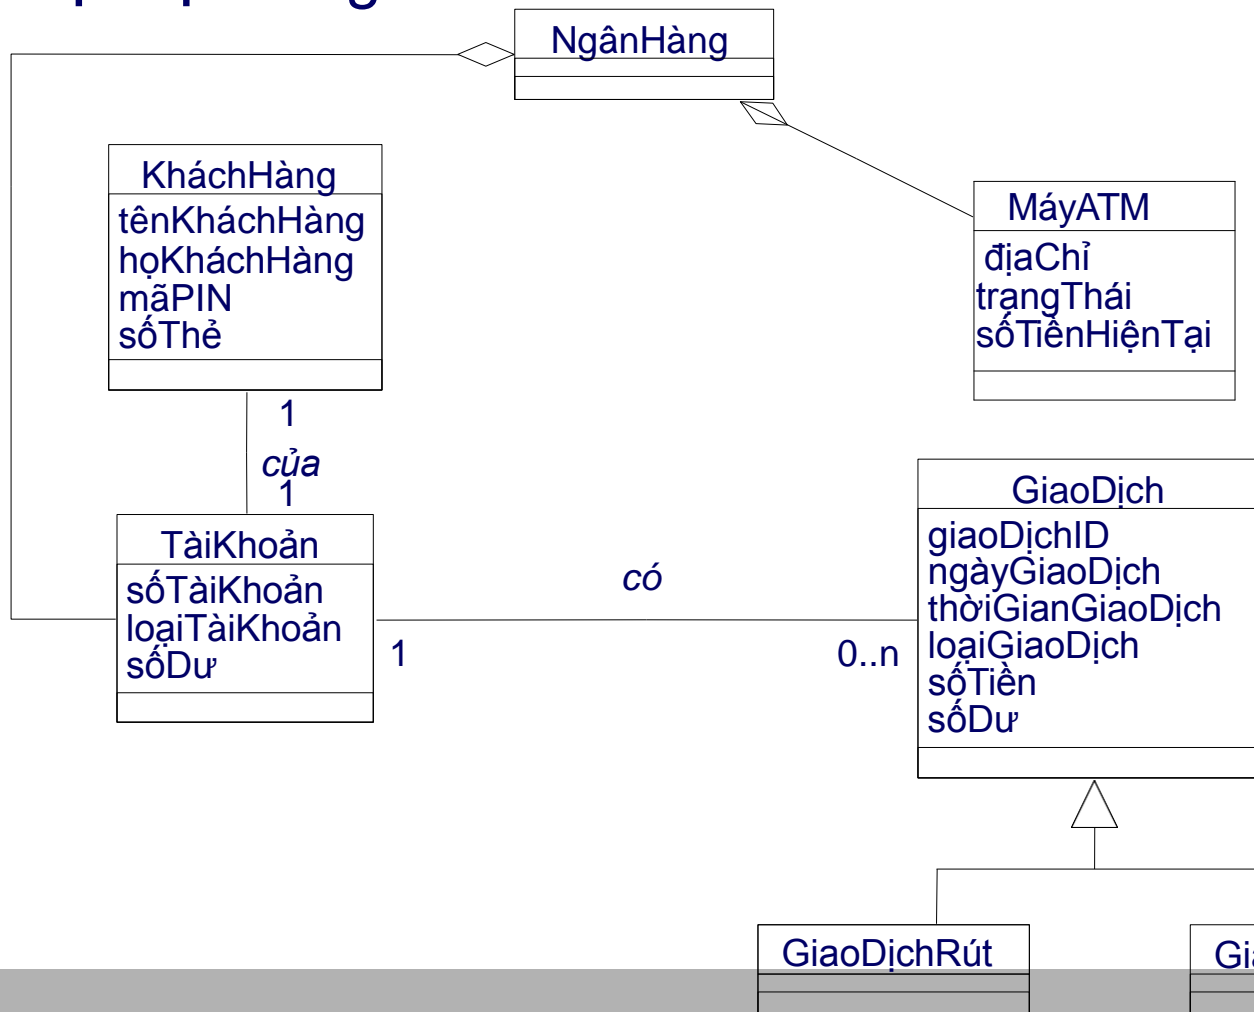 NgânHàng
KháchHàng
tênKháchHàng
họKháchHàng
mãPIN
sốThẻ
MáyATM
địaChỉ
trạngThái
sốTiềnHiệnTại
1
của
1
TàiKhoản
sốTàiKhoản
loạiTàiKhoản
sốDư
1
có
0..n
GiaoDịch
giaoDịchID
ngàyGiaoDịch
thờiGianGiaoDịch
loạiGiaoDịch
sốTiền
sốDư
GiaoDịchRút